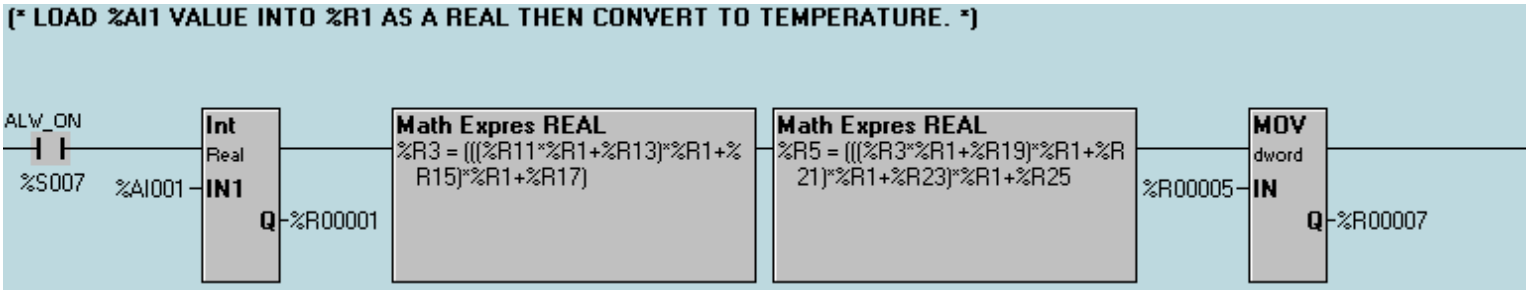 (* LOAD %AI1 VALUE INTO %R1 AS A REAL THEN CONVERT TO TEMPERATURE. *)
ALW_ON
%S007
Int
Real
%AI001
IN1
Q
%R00001
Math Expres REAL
%R3 = (((%R11*%R1+%R13)*%R1+%
R15)*%R1+%R17)
Math Expres REAL
%R5 = (((%R3*%R1+%R19)*%R1+%R
21)*%R1+%R23)*%R1+%R25
MOV
dword
%R00005
IN
Q
%R00007